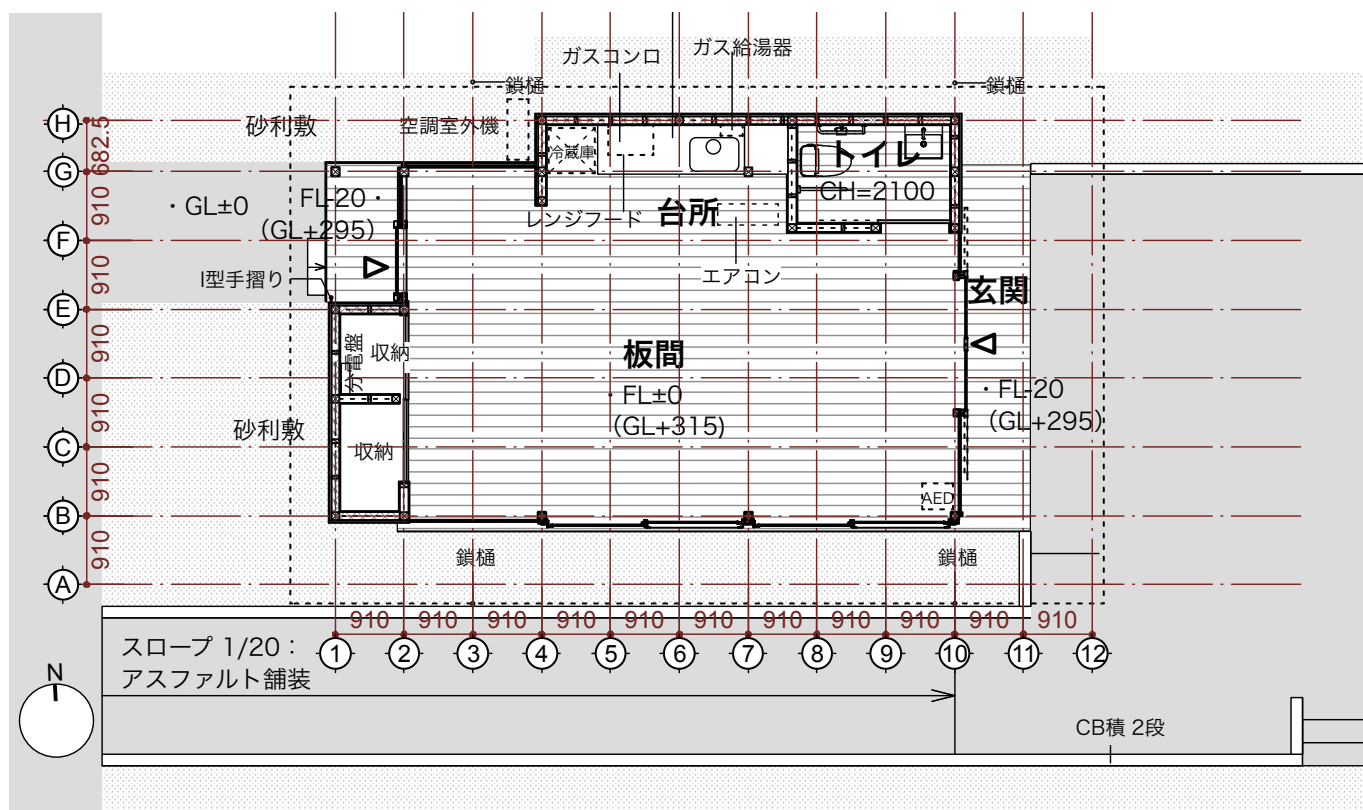 ガスコンロ
ガス給湯器
鎖樋
鎖樋
砂利敷
空調室外機
冷蔵庫
トイレ
CH=2100
H
G
F
E
D
C
B
A
682.5
910
910
910
910
910
910
・GL±0
FL-20・
（GL+295）
レンジフード
台所
エアコン
I型手摺り
玄関
収納
分電盤
板間
・FL±0
（GL+315）
・FL-20
（GL+295）
砂利敷
収納
AED
鎖樋
鎖樋
910 910 910 910 910 910 910 910 910 910 910
1 2 3 4 5 6 7 8 9 10 11 12
スロープ 1/20：
アスファルト舗装
N
CB積 2段